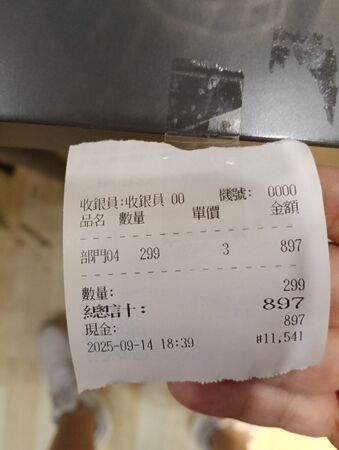 收銀員:收銀員 00 機號: 0000
品名 數量 單價 金額
部門04 299 3 897
數量: 299
總計: 897
現金: 897
2025-09-14 18:39 #11,541